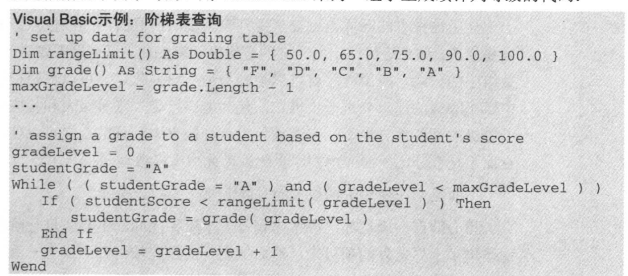 Visual Basic示例：阶梯表查询
' set up data for grading table
Dim rangeLimit() As Double = { 50.0, 65.0, 75.0, 90.0, 100.0 }
Dim grade() As String = { "F", "D", "C", "B", "A" }
maxGradeLevel = grade.Length - 1
...
' assign a grade to a student based on the student's score
gradeLevel = 0
studentGrade = "A"
While ( ( studentGrade = "A" ) and ( gradeLevel < maxGradeLevel ) )
    If ( studentScore < rangeLimit( gradeLevel ) ) Then
        studentGrade = grade( gradeLevel )
    End If
    gradeLevel = gradeLevel + 1
Wend